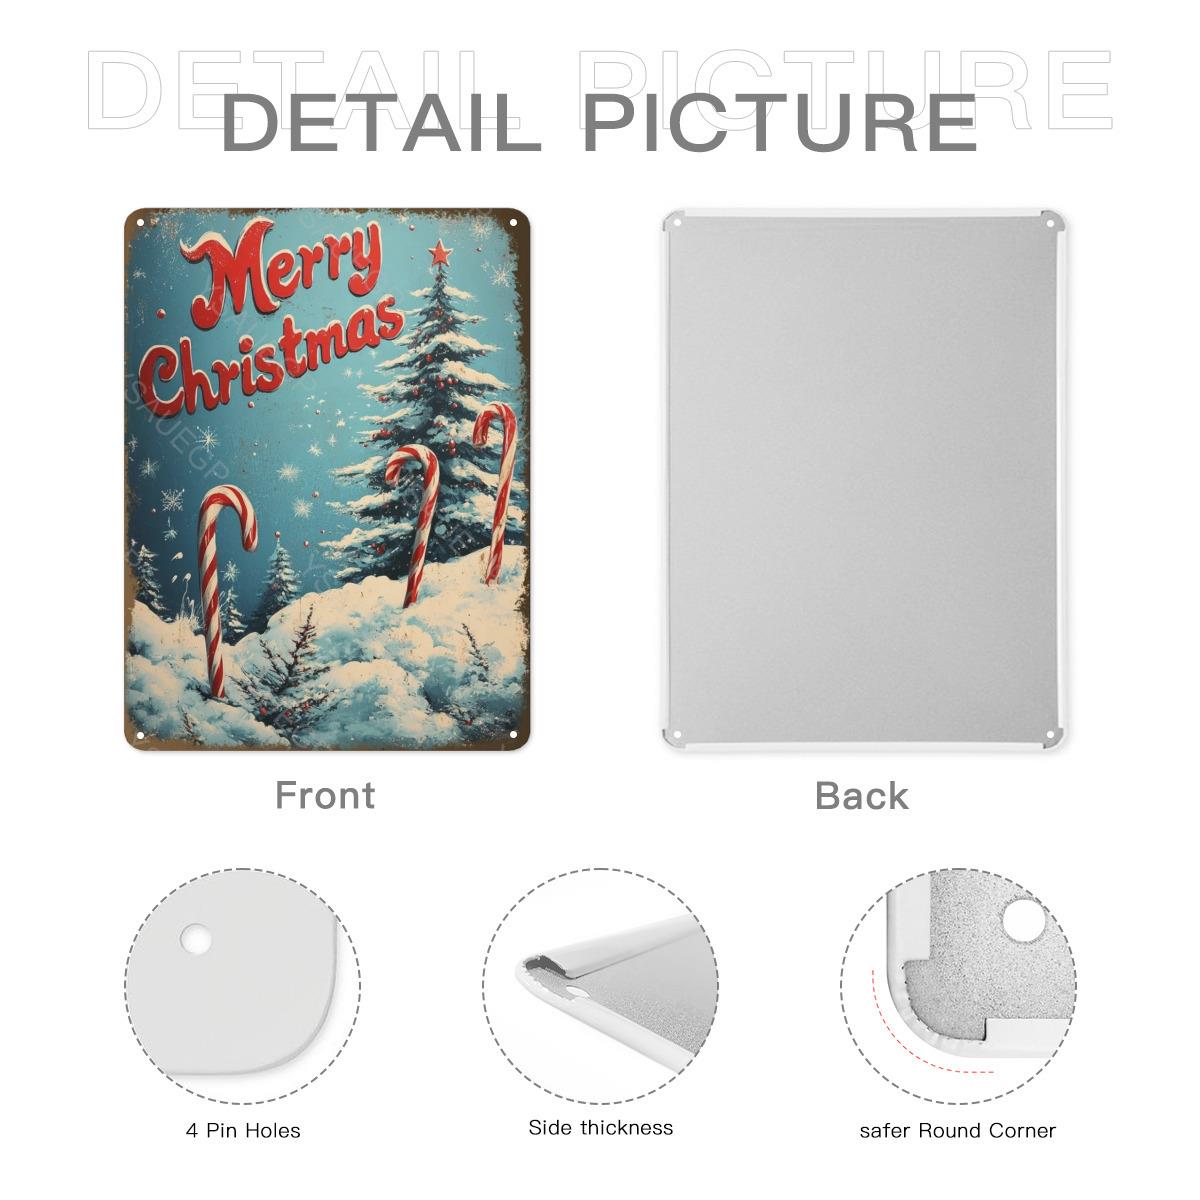 DETAIL PICTURE
DETAIL PICTURE
Merry
Christmas
Front
Back
4 Pin Holes
Side thickness
safer Round Corner